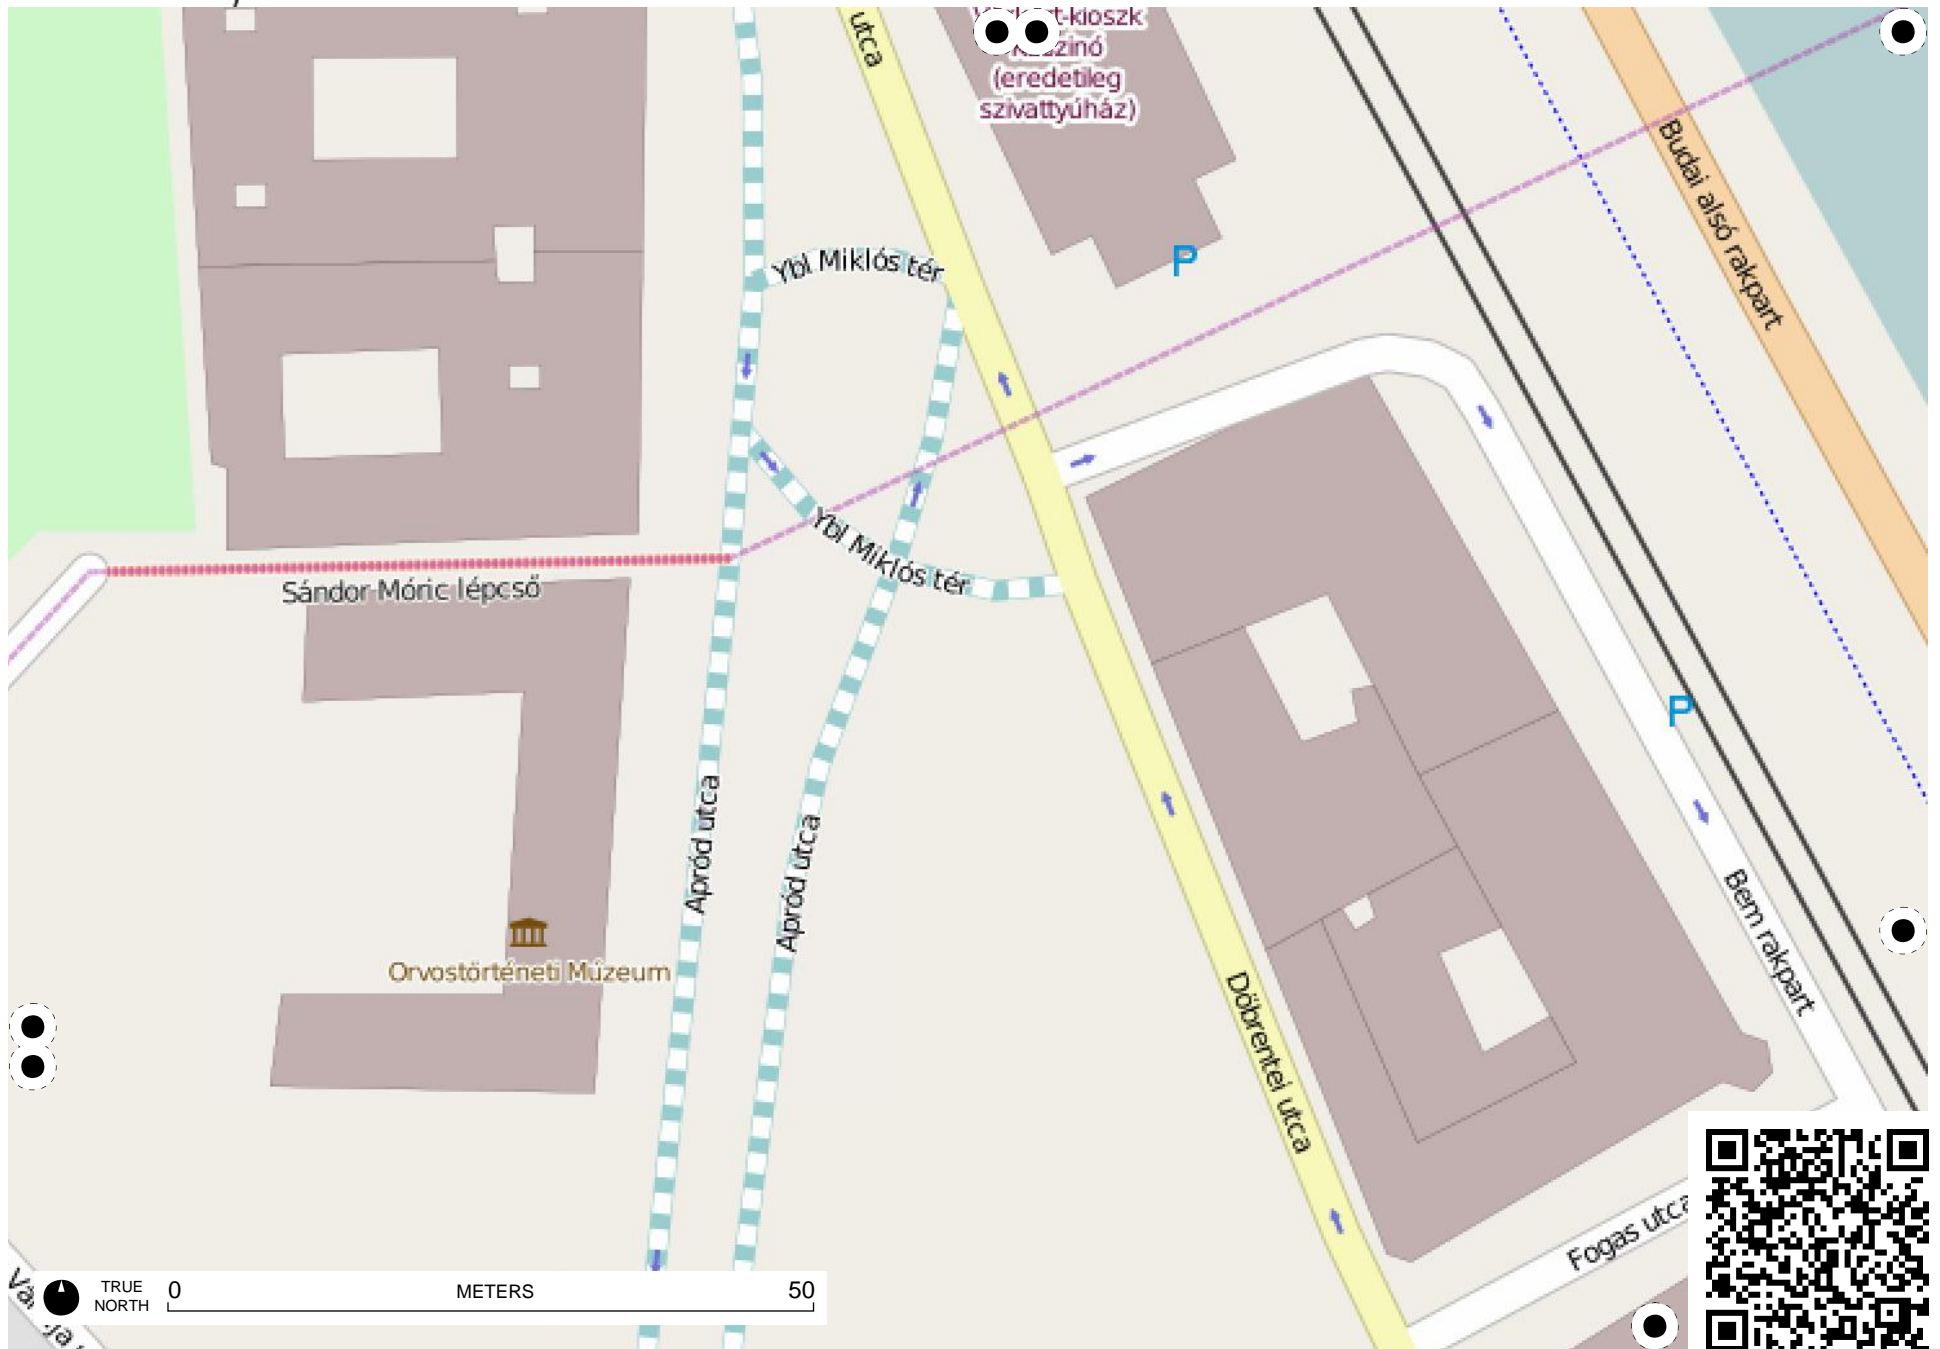 utca
(eredetileg
szivattyúház)
Budai alsó rakpart
Ybl Miklós tér
P
Ybl Miklós tér
Sándor Móric lépcső
P
Apród utca
Apród utca
Bem rakpart
Orvostörténeti Múzeum
Döbrentei utca
Fogas utca
TRUE
NORTH
0
METERS
50